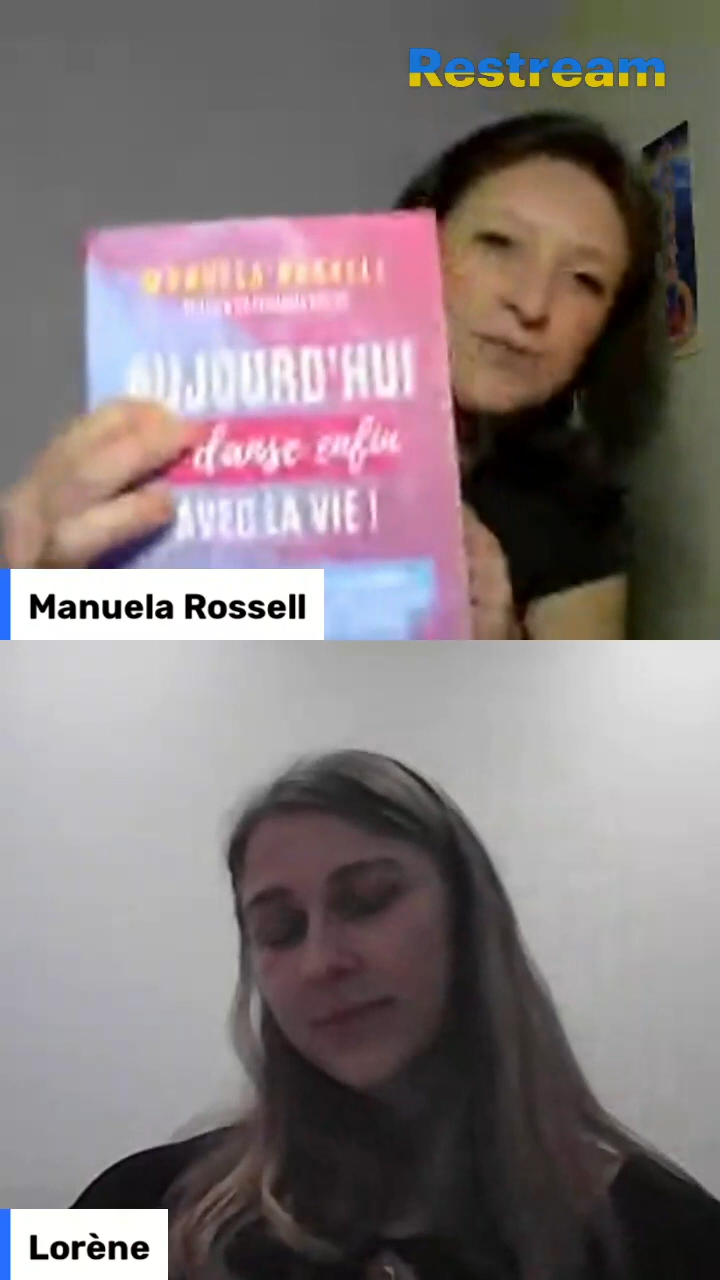 Restream
MANUELA ROSSELL
AUJOURD'HUI
danse enfin
AVEC LA VIE !
Manuela Rossell
Lorène